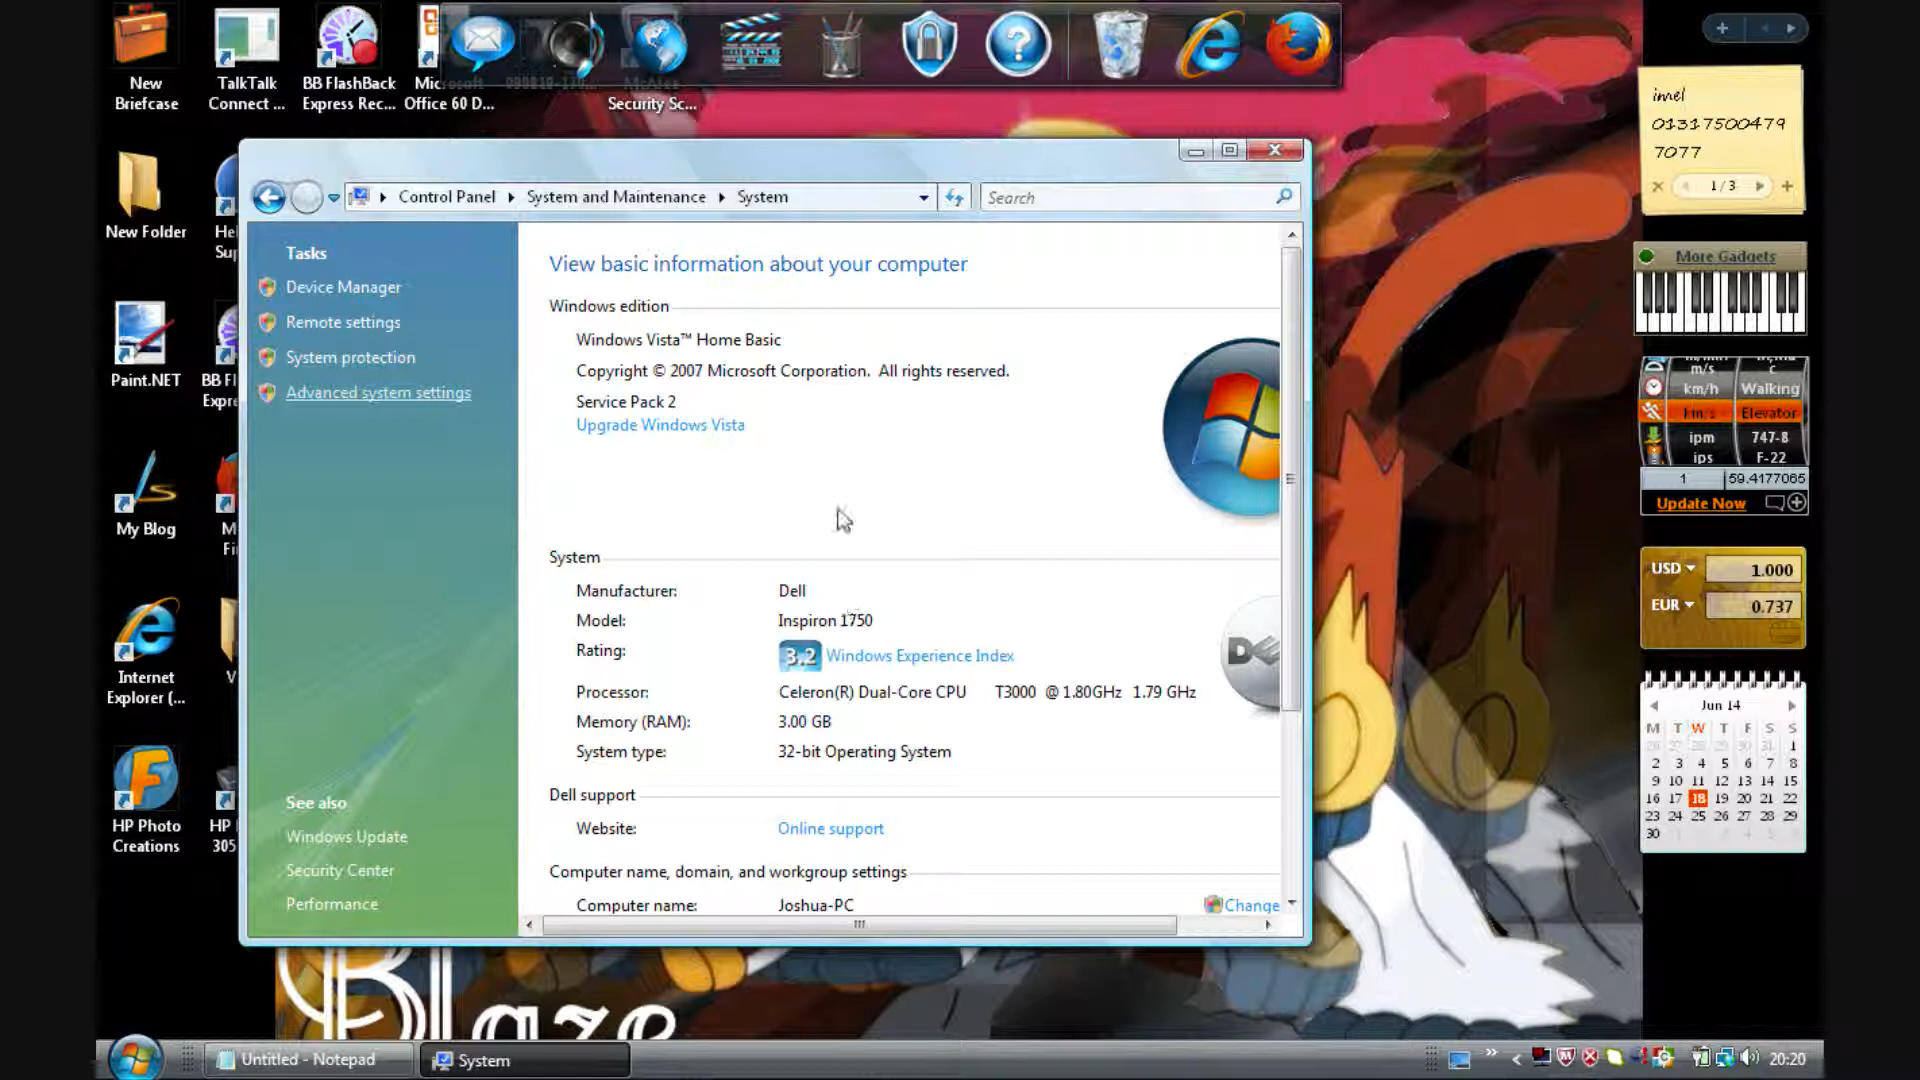 New
Briefcase
TalkTalk
Connect ...
BB FlashBack
Express Rec...
Office 60 D...
Security Sc...
New Folder
Paint.NET
My Blog
Internet
Explorer (...
HP Photo
Creations
Control Panel
System and Maintenance
System
Search
Tasks
Device Manager
Remote settings
System protection
Advanced system settings
See also
Windows Update
Security Center
Performance
View basic information about your computer
Windows edition
Windows Vista™ Home Basic
Copyright © 2007 Microsoft Corporation. All rights reserved.
Service Pack 2
Upgrade Windows Vista
System
Manufacturer: Dell
Model: Inspiron 1750
Rating: 3.2 Windows Experience Index
Processor: Celeron(R) Dual-Core CPU T3000 @ 1.80GHz 1.79 GHz
Memory (RAM): 3.00 GB
System type: 32-bit Operating System
Dell support
Website: Online support
Computer name, domain, and workgroup settings
Computer name: Joshua-PC
Change
imel
01317500479
7077
1/3
More Gadgets
m/s
km/h Walking
km/s Elevator
ipm 747-8
ips F-22
1 59.4177065
Update Now
USD 1.000
EUR 0.737
Jun 14
M T W T F S S
26 27 28 29 30 31 1
2 3 4 5 6 7 8
9 10 11 12 13 14 15
16 17 18 19 20 21 22
23 24 25 26 27 28 29
30
Blaze
Untitled - Notepad
System
20:20